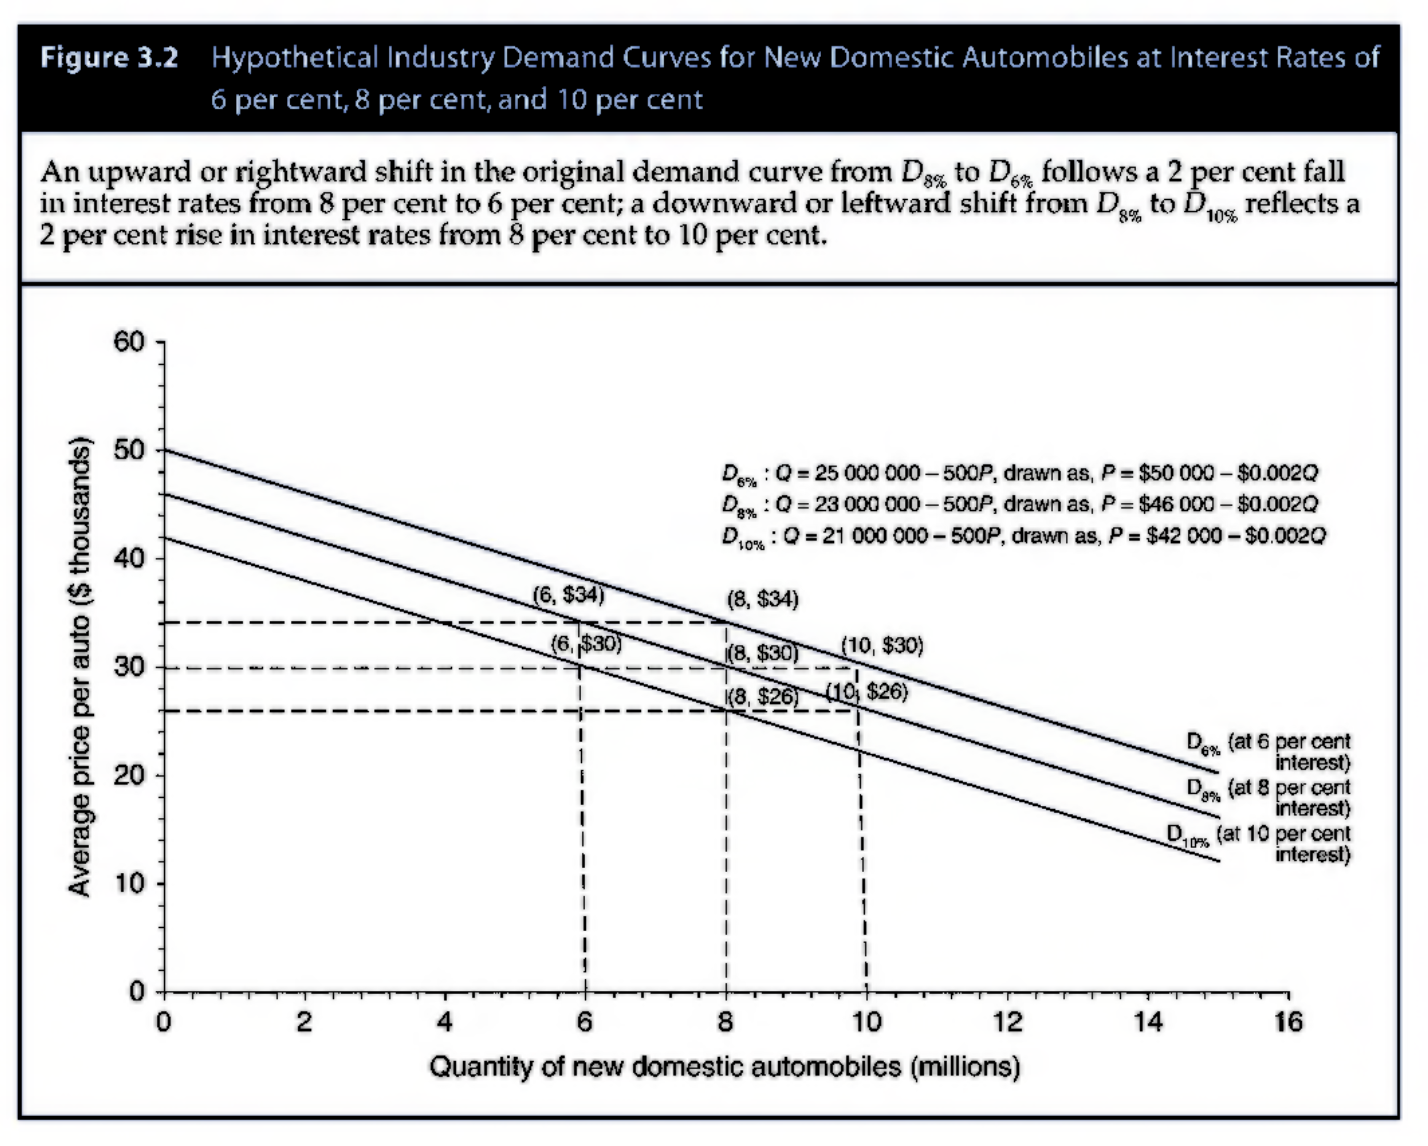 Figure 3.2 Hypothetical Industry Demand Curves for New Domestic Automobiles at Interest Rates of
6 per cent, 8 per cent, and 10 per cent
An upward or rightward shift in the original demand curve from D8% to D6% follows a 2 per cent fall
in interest rates from 8 per cent to 6 per cent; a downward or leftward shift from D8% to D10% reflects a
2 per cent rise in interest rates from 8 per cent to 10 per cent.
Average price per auto ($ thousands)
60
50
40
30
20
10
0
D6% : Q = 25 000 000 – 500P, drawn as, P = $50 000 – $0.002Q
D8% : Q = 23 000 000 – 500P, drawn as, P = $46 000 – $0.002Q
D10% : Q = 21 000 000 – 500P, drawn as, P = $42 000 – $0.002Q
(6, $34)
(8, $34)
(6, $30)
(8, $30)
(10, $30)
(8, $26)
(10, $26)
D6% (at 6 per cent
interest)
D8% (at 8 per cent
interest)
D10% (at 10 per cent
interest)
0 2 4 6 8 10 12 14 16
Quantity of new domestic automobiles (millions)